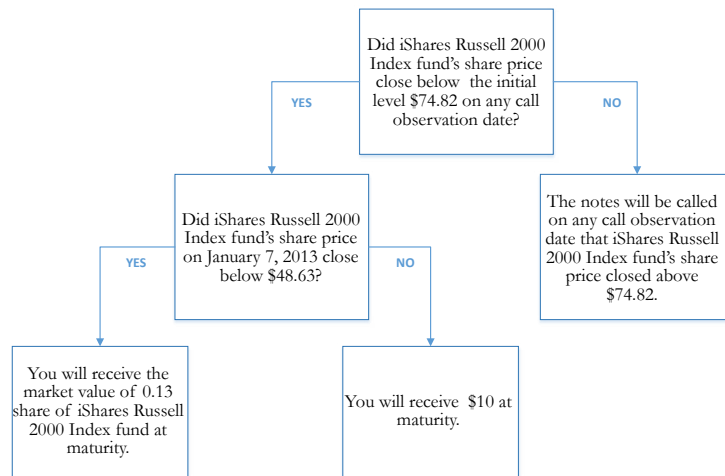 Did iShares Russell 2000
Index fund's share price
close below the initial
level $74.82 on any call
observation date?
YES
NO
Did iShares Russell 2000
Index fund's share price
on January 7, 2013 close
below $48.63?
The notes will be called
on any call observation
date that iShares Russell
2000 Index fund's share
price closed above
$74.82.
YES
NO
You will receive the
market value of 0.13
share of iShares Russell
2000 Index fund at
maturity.
You will receive $10 at
maturity.